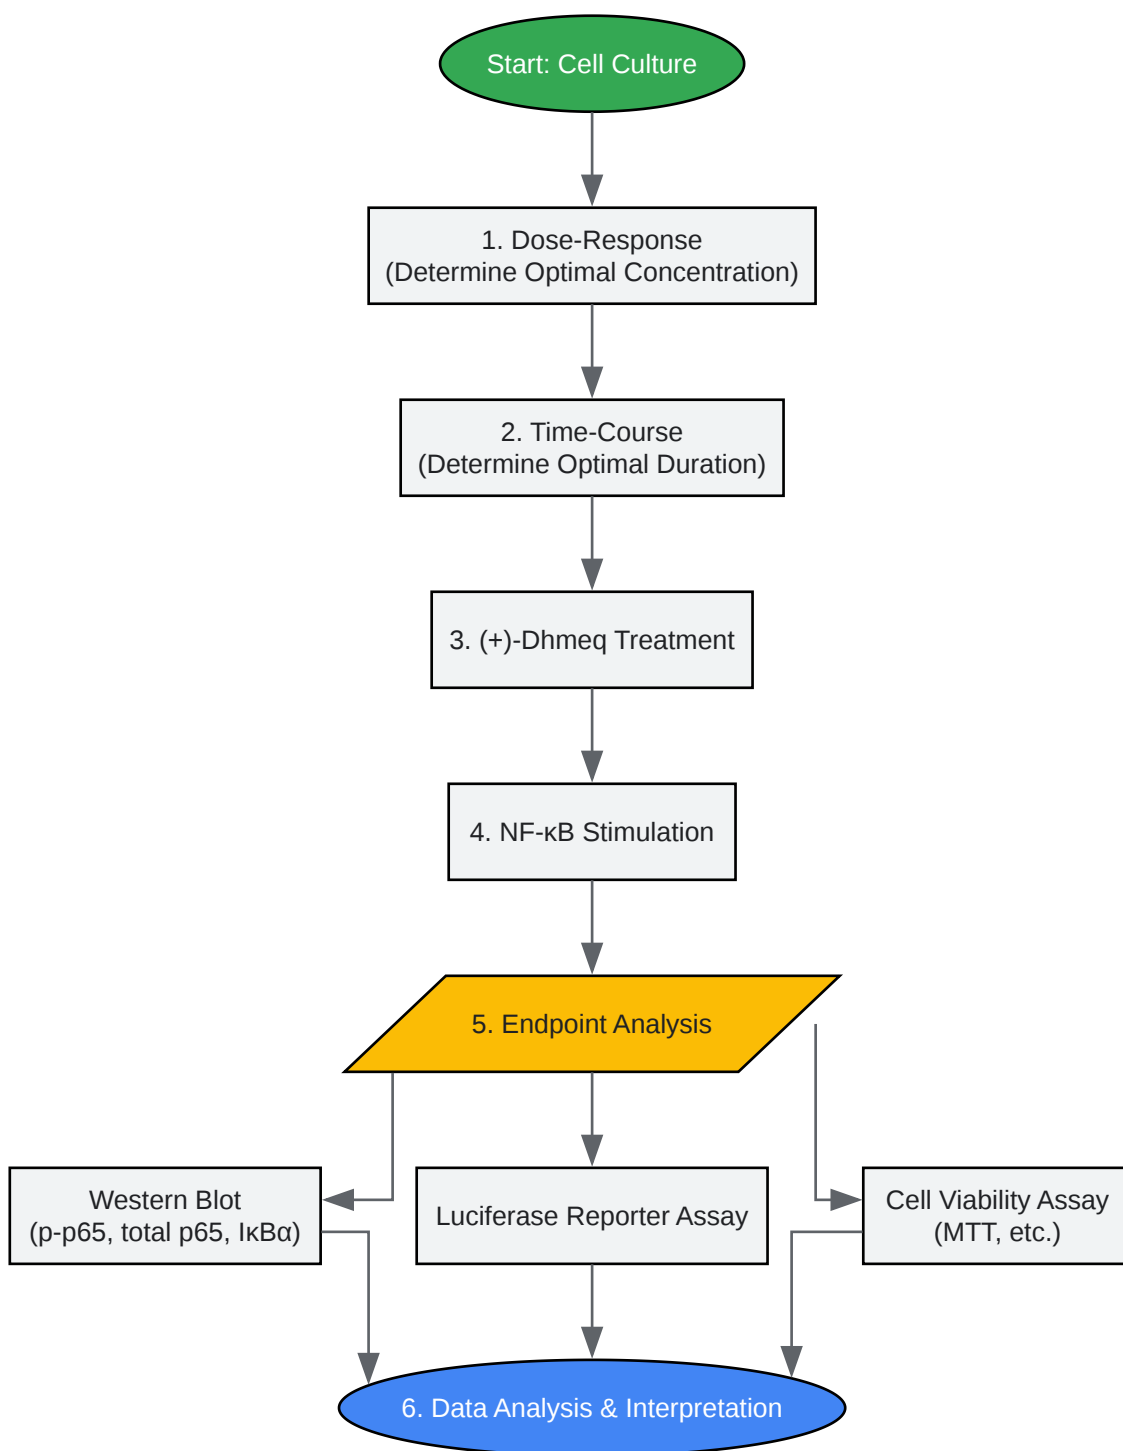 Start: Cell Culture
1. Dose-Response
(Determine Optimal Concentration)
2. Time-Course
(Determine Optimal Duration)
3. (+)-Dhmeq Treatment
4. NF-κB Stimulation
5. Endpoint Analysis
Western Blot
(p-p65, total p65, IκBα)
Luciferase Reporter Assay
Cell Viability Assay
(MTT, etc.)
6. Data Analysis & Interpretation